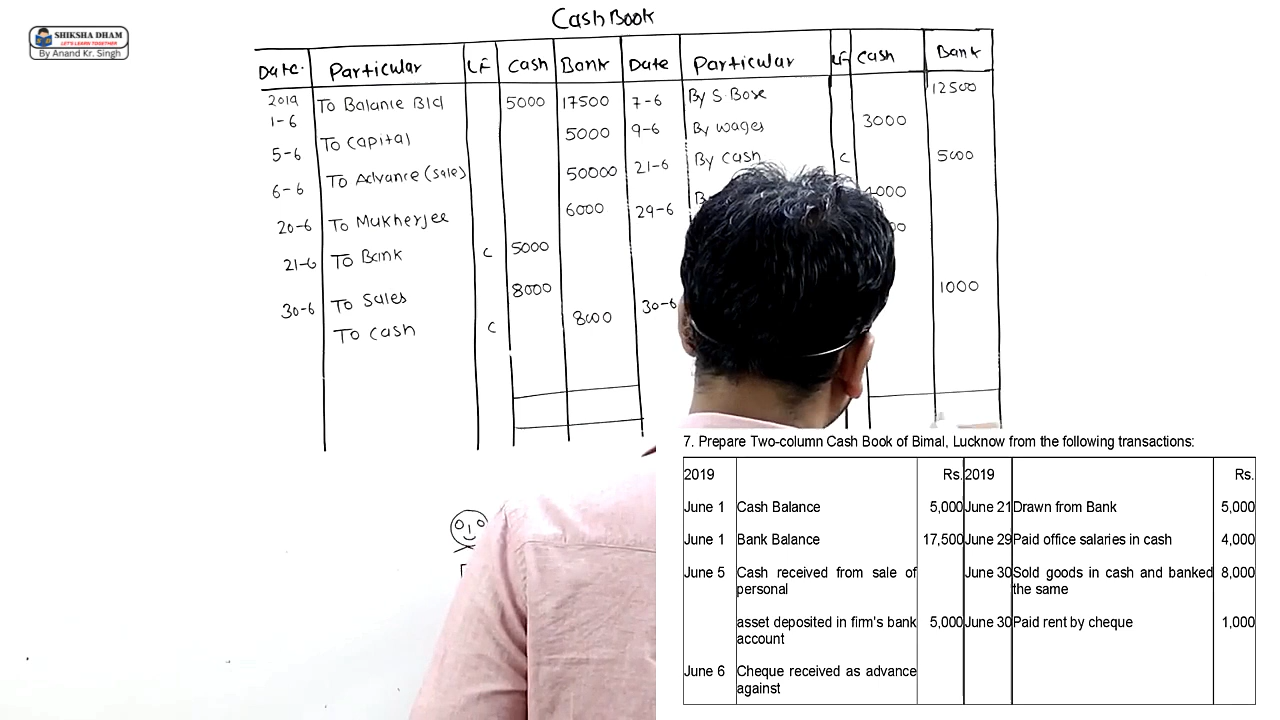 SHIKSHA DHAM
LET'S LEARN TOGETHER
By Anand Kr. Singh
Cash Book
Date. Particular LF Cash Bank Date Particular LF Cash Bank
2019 To Balance Bld 5000 17500 7-6 By S. Bose 12500
1-6
5-6 To Capital 5000 9-6 By wages 3000
6-6 To Advance (sale) 50000 21-6 By Cash C 5000
20-6 To Mukherjee 6000 29-6
21-6 To Bank C 5000
30-6 To Sales 8000 30-6 1000
To Cash C 8000
7. Prepare Two-column Cash Book of Bimal, Lucknow from the following transactions:
2019 Rs. 2019 Rs.
June 1 Cash Balance 5,000 June 21 Drawn from Bank 5,000
June 1 Bank Balance 17,500 June 29 Paid office salaries in cash 4,000
June 5 Cash received from sale of June 30 Sold goods in cash and banked 8,000
personal the same
asset deposited in firm's bank 5,000 June 30 Paid rent by cheque 1,000
account
June 6 Cheque received as advance
against